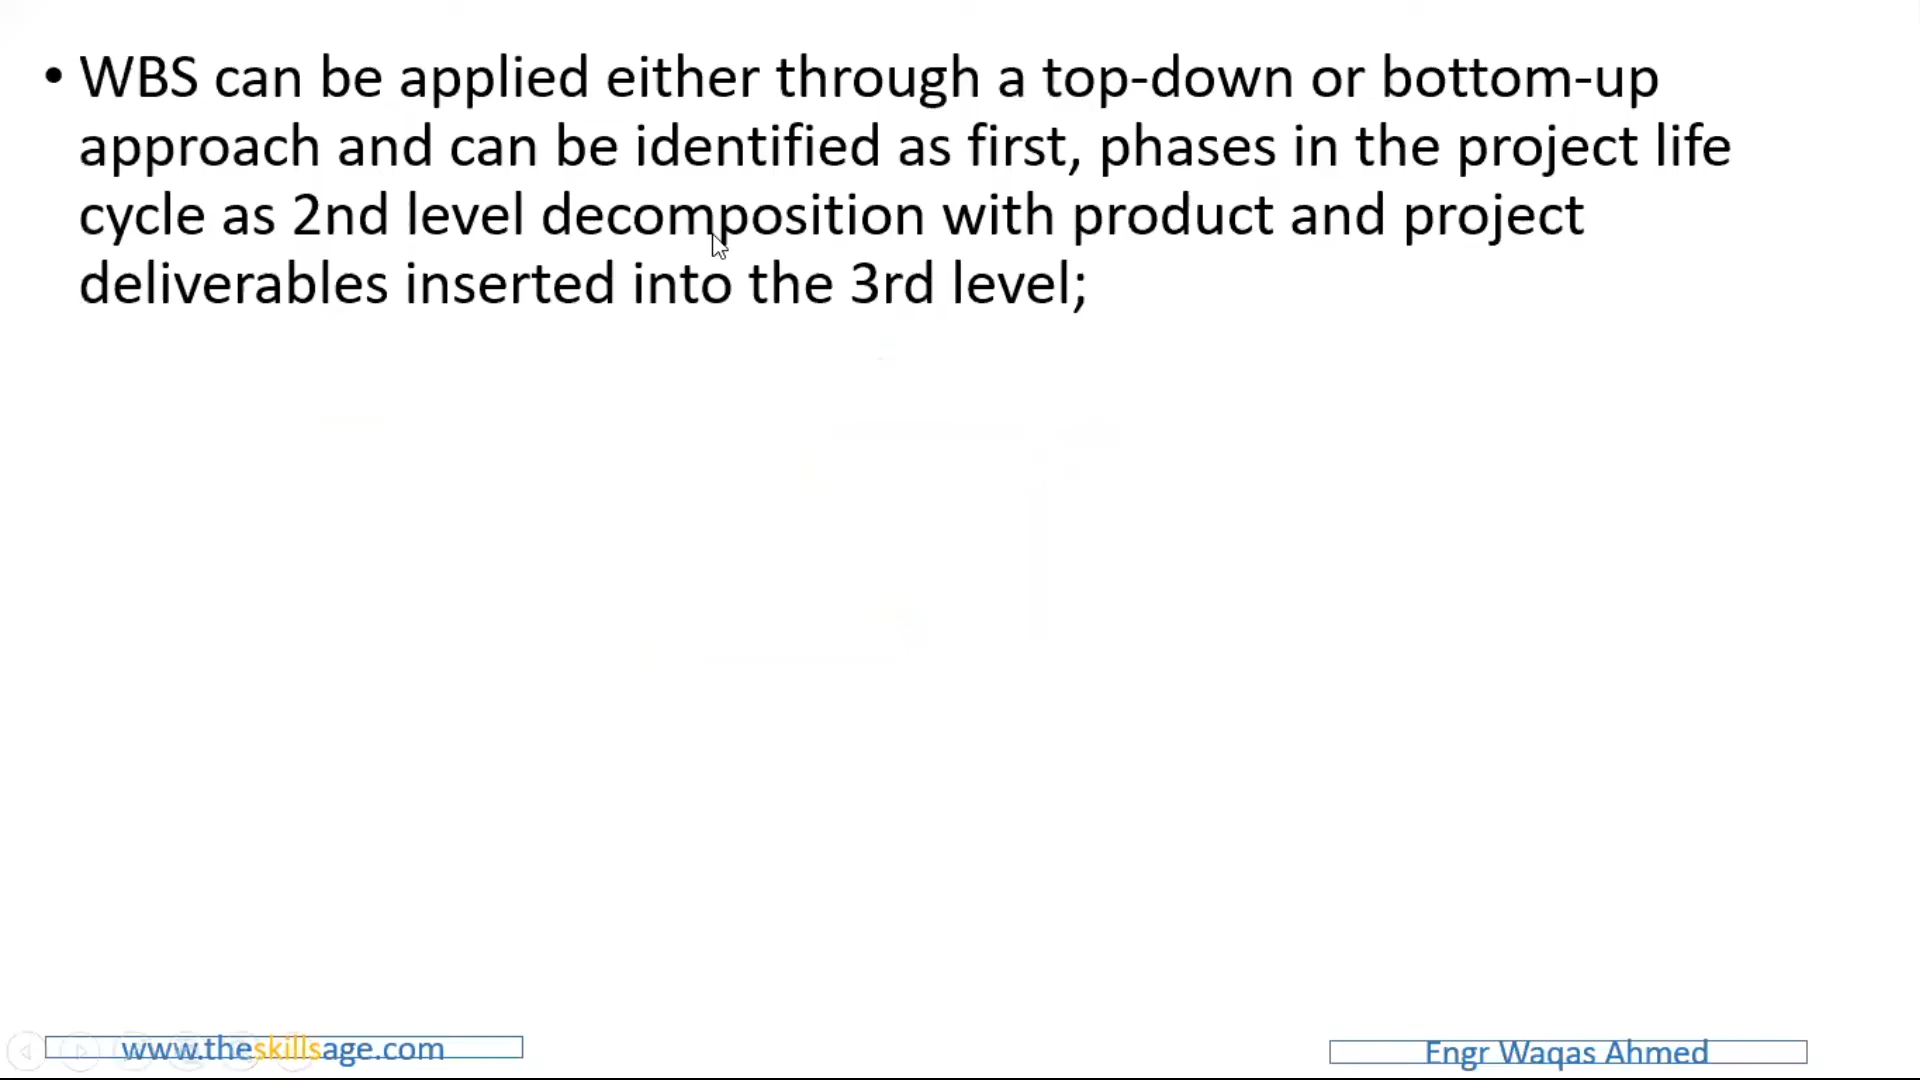 • WBS can be applied either through a top-down or bottom-up
approach and can be identified as first, phases in the project life
cycle as 2nd level decomposition with product and project
deliverables inserted into the 3rd level;
www.theskillsage.com
Engr Waqas Ahmed